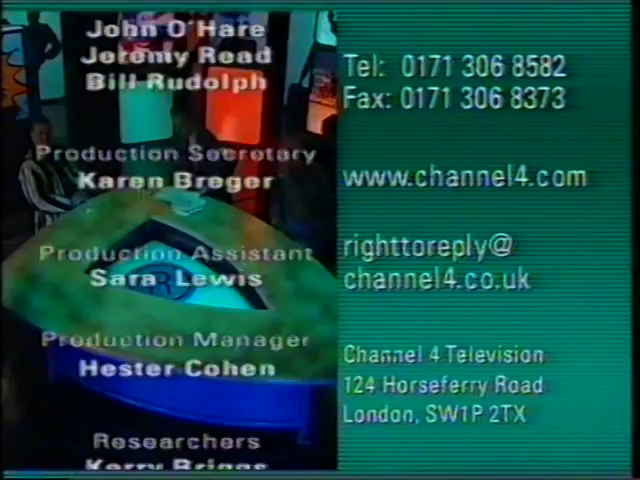 John O'Hare
Jeremy Read
Bill Rudolph
Production Secretary
Karen Breger
Production Assistant
Sara Lewis
Production Manager
Hester Cohen
Researchers
Kerry Briggs
Tel: 0171 306 8582
Fax: 0171 306 8373
www.channel4.com
righttoreply@
channel4.co.uk
Channel 4 Television
124 Horseferry Road
London, SW1P 2TX